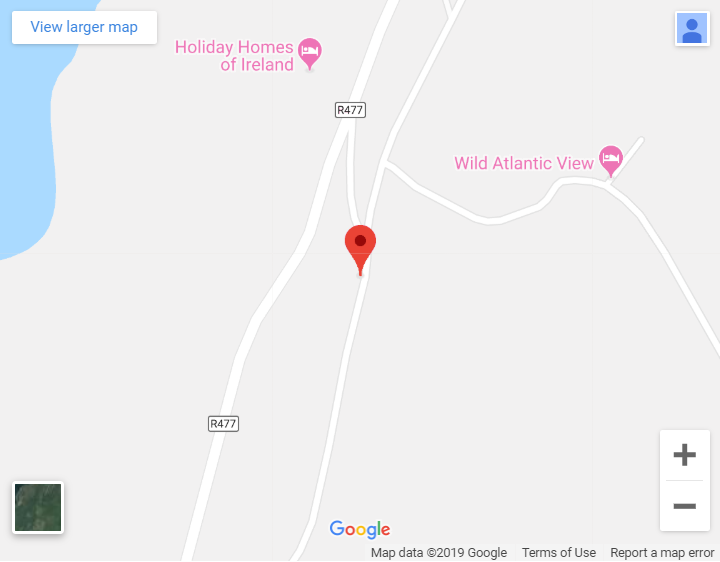 View larger map
Holiday Homes
of Ireland
R477
Wild Atlantic View
R477
Google
Map data ©2019 Google
Terms of Use
Report a map error